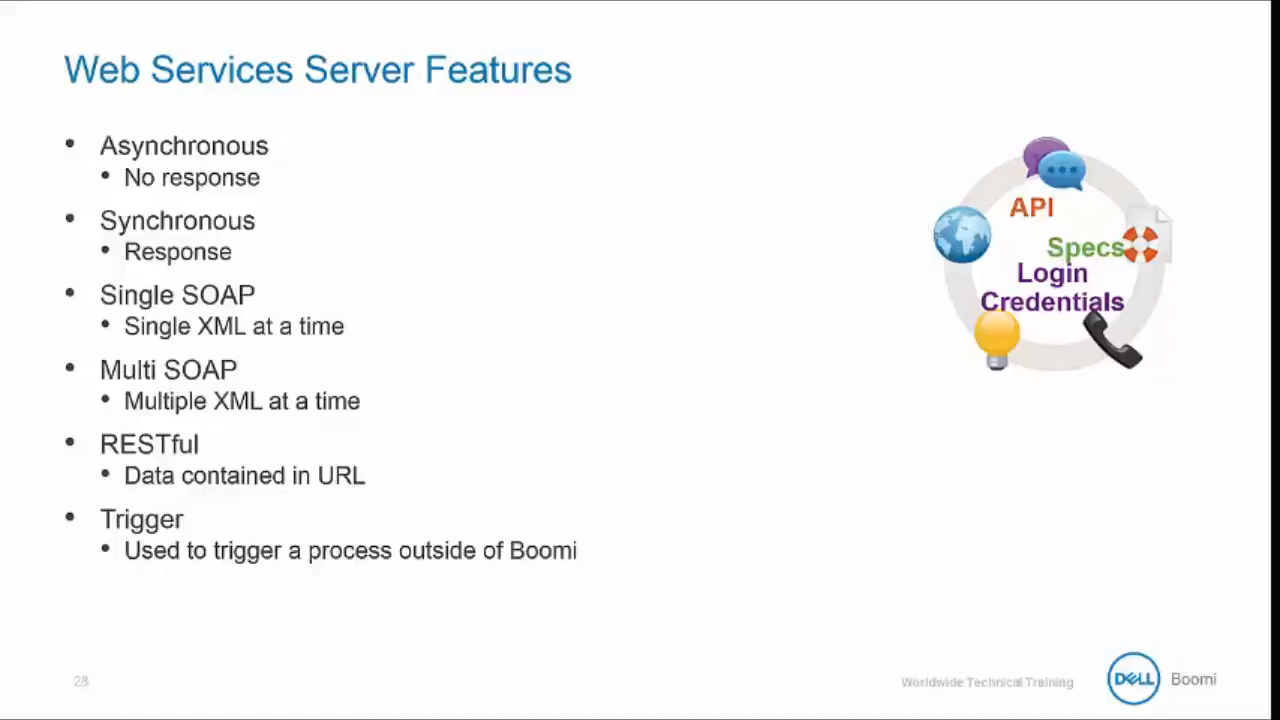 Web Services Server Features
• Asynchronous
• No response
• Synchronous
• Response
• Single SOAP
• Single XML at a time
• Multi SOAP
• Multiple XML at a time
• RESTful
• Data contained in URL
• Trigger
• Used to trigger a process outside of Boomi
API
Specs
Login
Credentials
28
Worldwide Technical Training
DELL Boomi